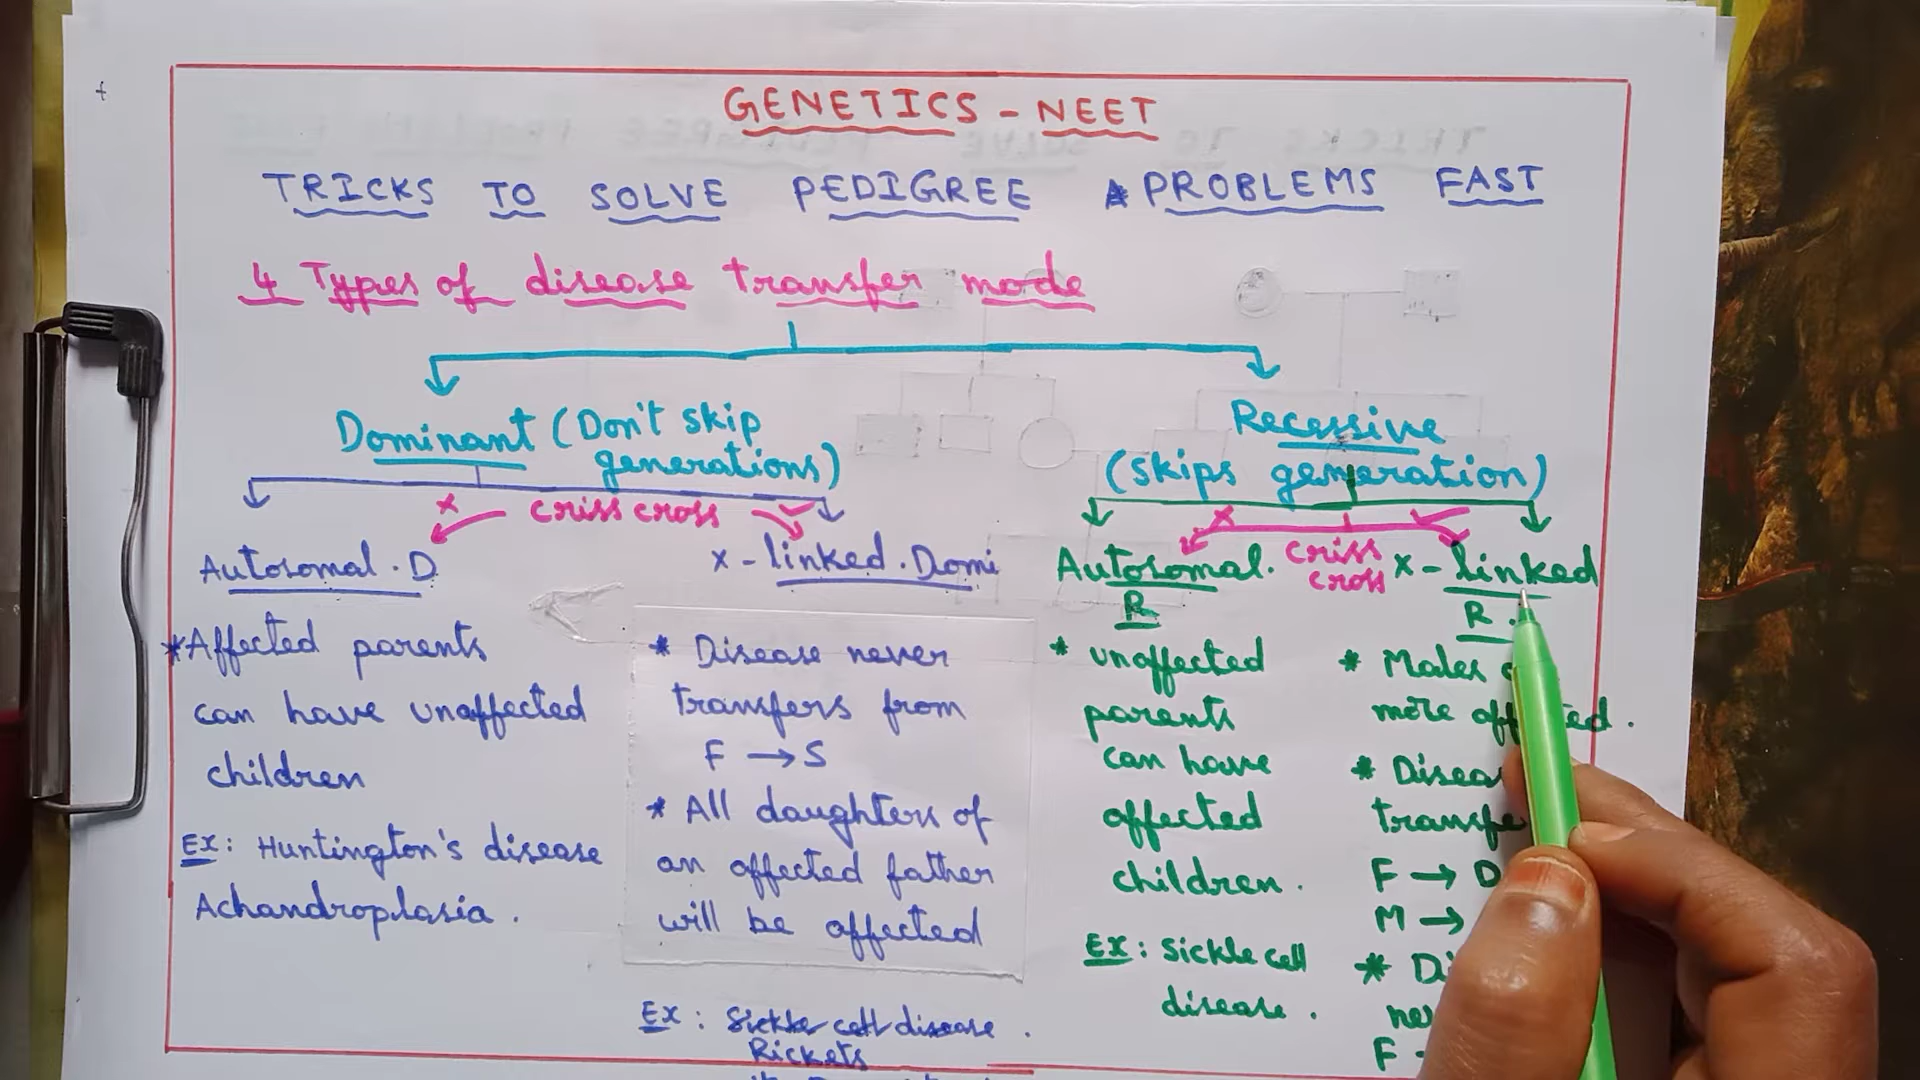 GENETICS - NEET
TRICKS TO SOLVE PEDIGREE PROBLEMS FAST
4 Types of disease transfer mode
Dominant (Don't skip
generations)
Recessive
(skips generation)
x criss cross
x criss
cross
Autosomal.D
x-linked.Domi
Autosomal.
R
x-linked
R.
*Affected parents
can have unaffected
children
Ex: Huntington's disease
Achandroplasia.
* Disease never
transfers from
F → S
* All daughters of
an affected father
will be affected
Ex: Sickle cell disease.
Rickets
* unaffected
parents
can have
affected
children.
Ex: Sickle cell
disease.
* Males
more
* 
F → D
M →
*
F